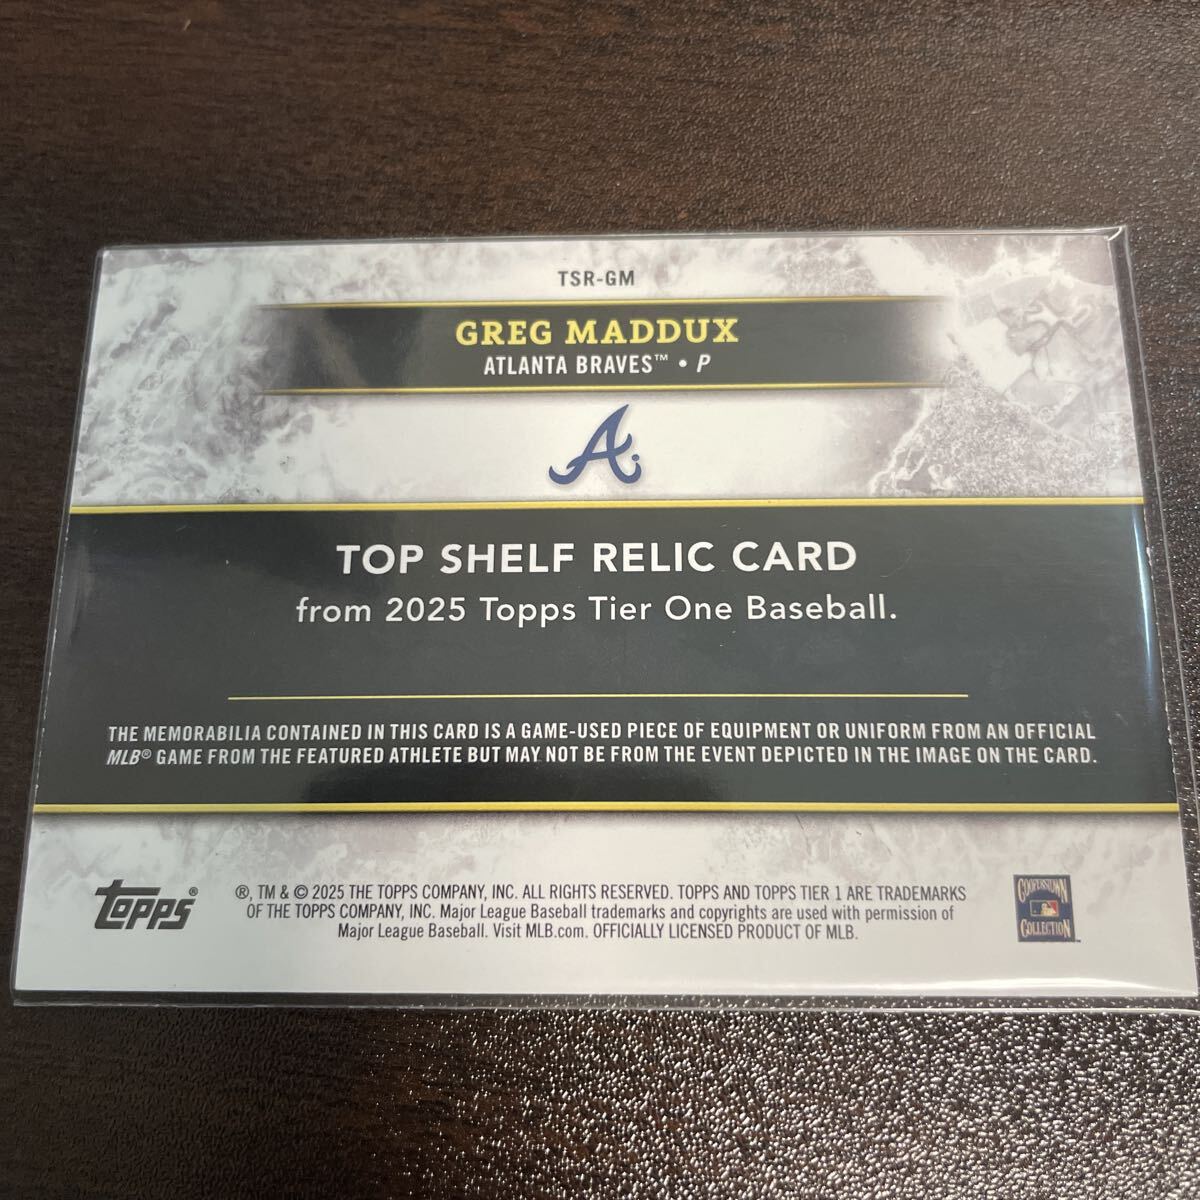 TSR-GM
GREG MADDUX
ATLANTA BRAVES™ • P
A
TOP SHELF RELIC CARD
from 2025 Topps Tier One Baseball.
THE MEMORABILIA CONTAINED IN THIS CARD IS A GAME-USED PIECE OF EQUIPMENT OR UNIFORM FROM AN OFFICIAL
MLB® GAME FROM THE FEATURED ATHLETE BUT MAY NOT BE FROM THE EVENT DEPICTED IN THE IMAGE ON THE CARD.
TOPPS®
®, TM & © 2025 THE TOPPS COMPANY, INC. ALL RIGHTS RESERVED. TOPPS AND TOPPS TIER 1 ARE TRADEMARKS
OF THE TOPPS COMPANY, INC. Major League Baseball trademarks and copyrights are used with permission of
Major League Baseball. Visit MLB.com. OFFICIALLY LICENSED PRODUCT OF MLB.
COOPERSTOWN
COLLECTION™